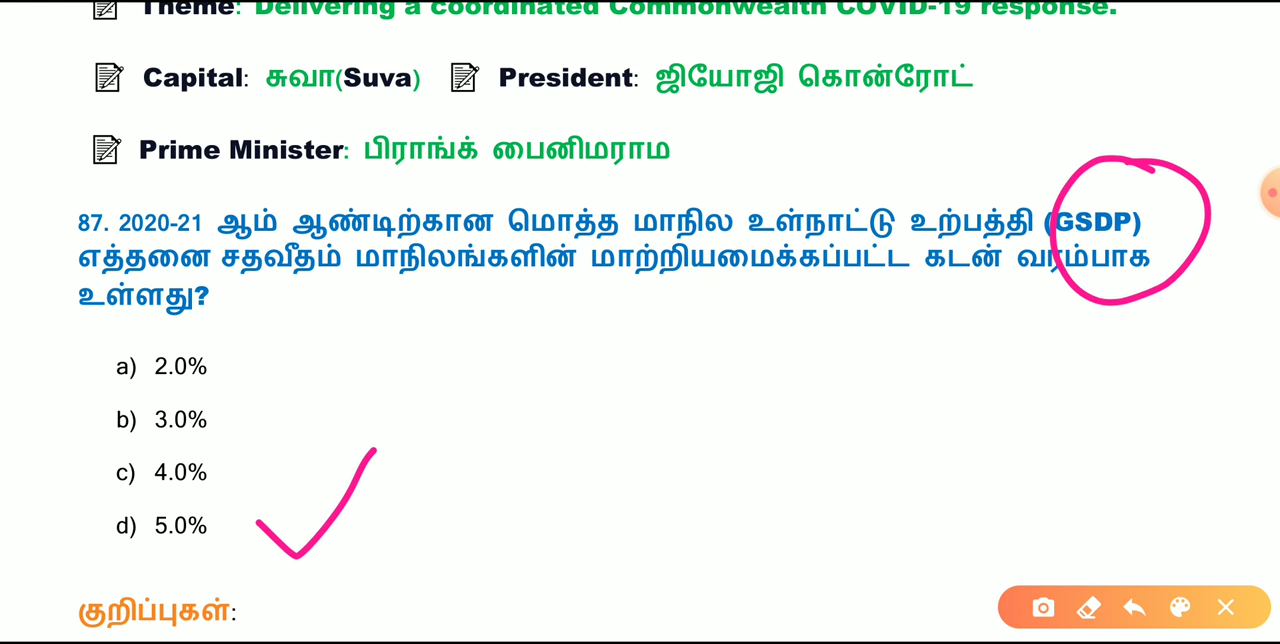 Theme: Delivering a coordinated Commonwealth COVID-19 response.
Capital: சுவா(Suva) President: ஜியோஜி கொன்ரோட்
Prime Minister: பிராங்க் பைனிமராம
87. 2020-21 ஆம் ஆண்டிற்கான மொத்த மாநில உள்நாட்டு உற்பத்தி (GSDP)
எத்தனை சதவீதம் மாநிலங்களின் மாற்றியமைக்கப்பட்ட கடன் வரம்பாக
உள்ளது?
a) 2.0%
b) 3.0%
c) 4.0%
d) 5.0%
குறிப்புகள்: